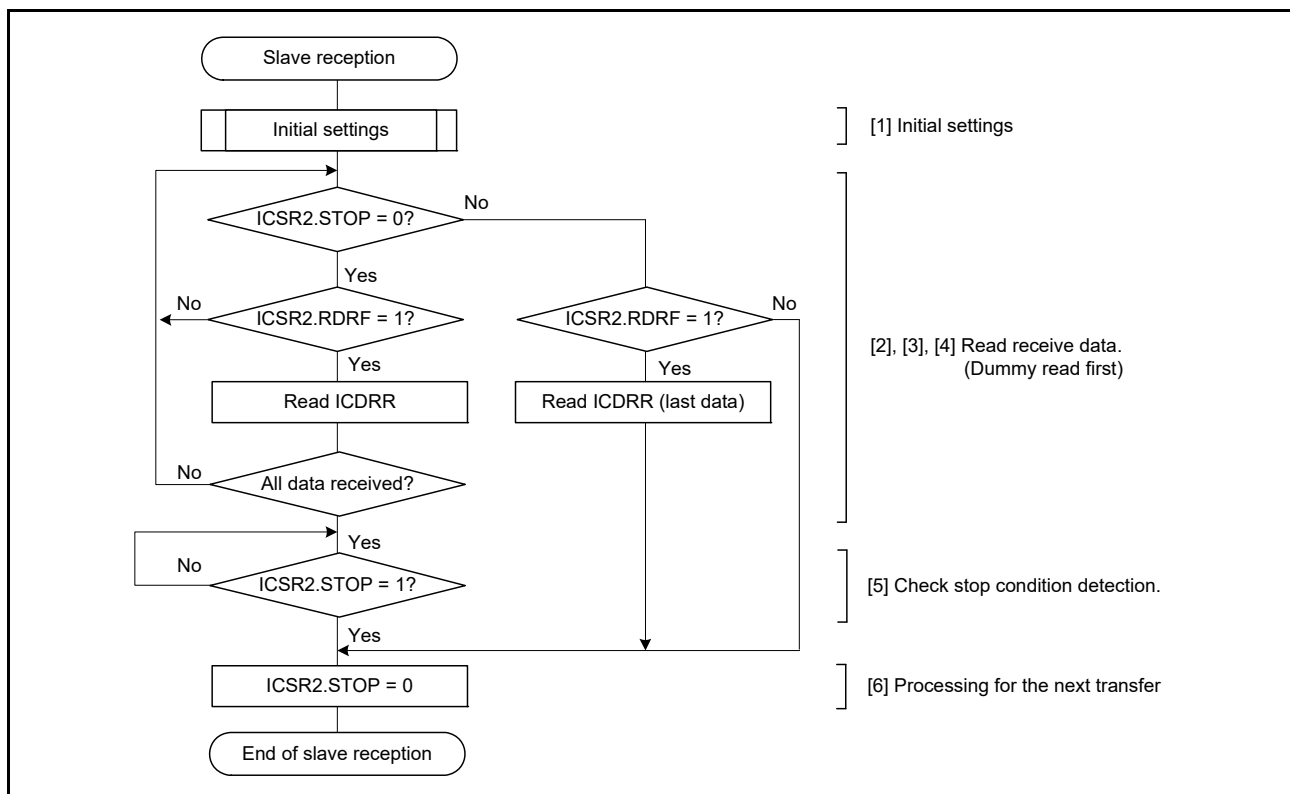 Slave reception
Initial settings
[1] Initial settings
ICSR2.STOP = 0?
No
Yes
No
ICSR2.RDRF = 1?
Yes
ICSR2.RDRF = 1?
No
Yes
[2], [3], [4] Read receive data.
(Dummy read first)
Read ICDRR
Read ICDRR (last data)
No
All data received?
Yes
No
ICSR2.STOP = 1?
Yes
[5] Check stop condition detection.
ICSR2.STOP = 0
[6] Processing for the next transfer
End of slave reception